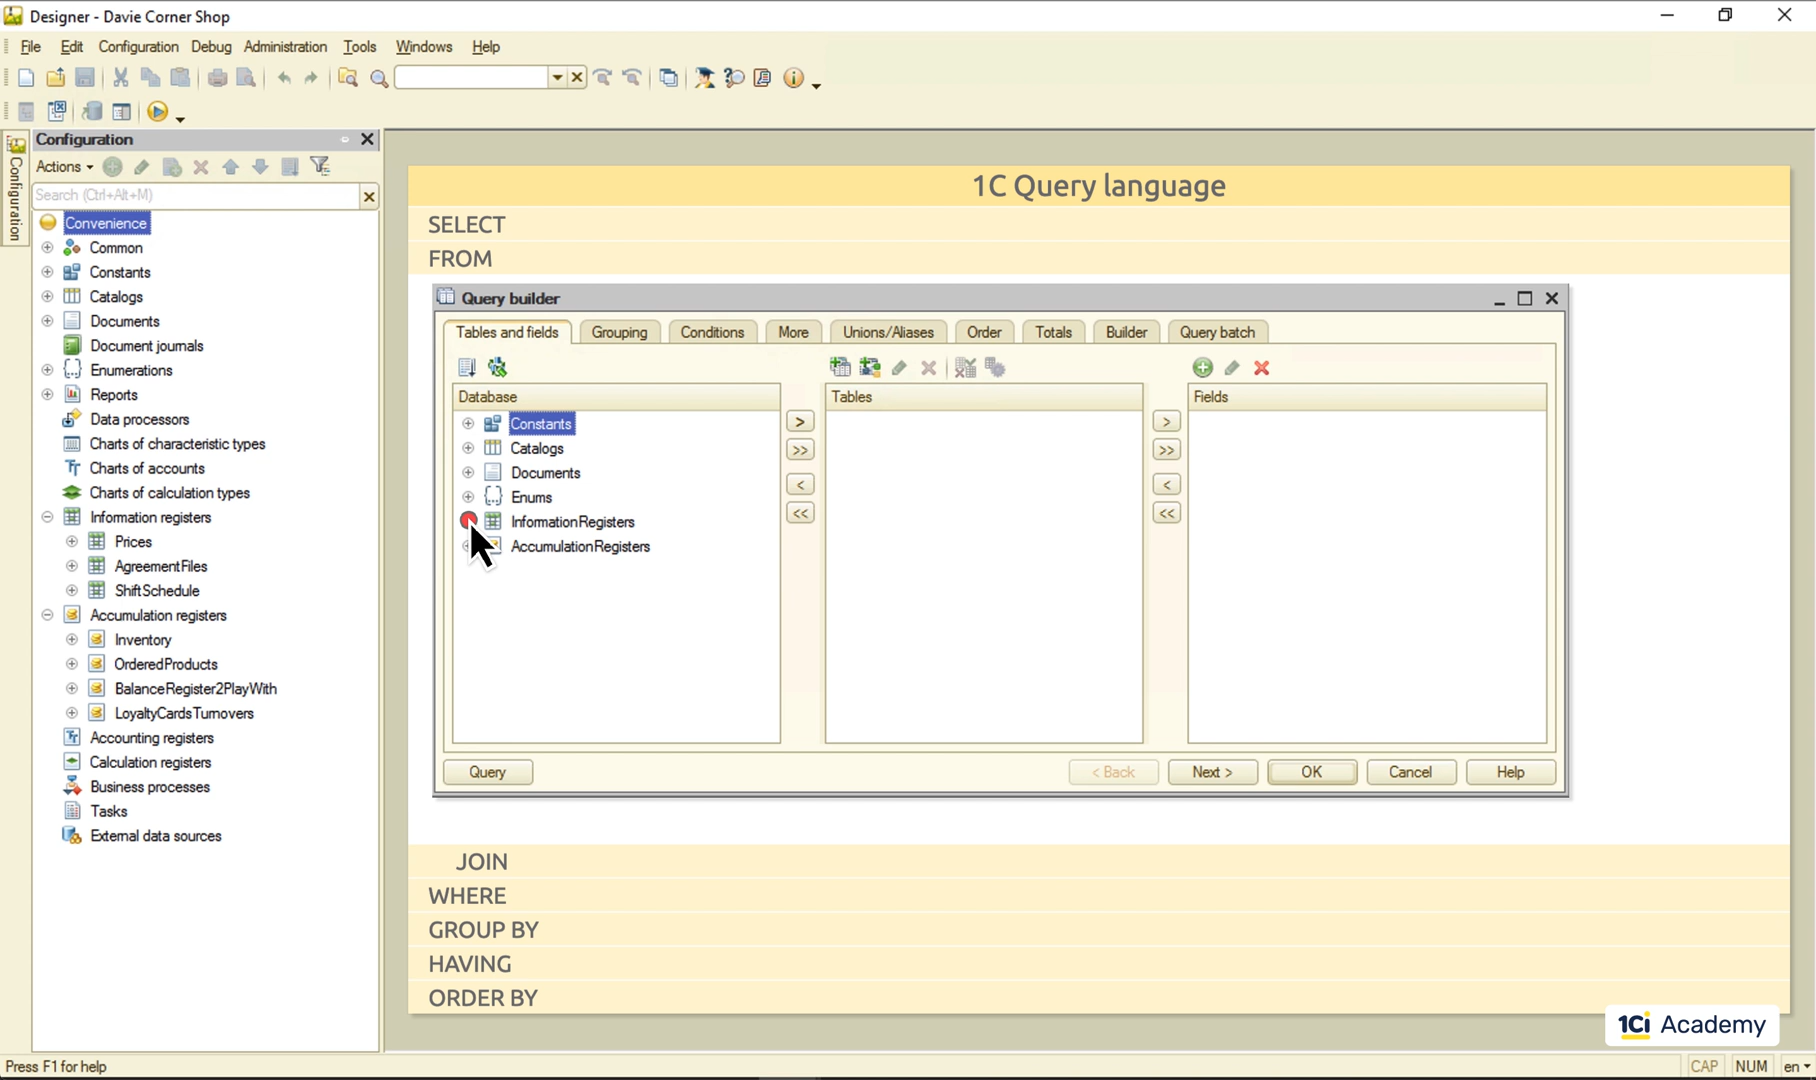 Designer - Davie Corner Shop
File Edit Configuration Debug Administration Tools Windows Help
Configuration
Configuration
Actions
Search (Ctrl+Alt+M)
Convenience
Common
Constants
Catalogs
Documents
Document journals
Enumerations
Reports
Data processors
Charts of characteristic types
Charts of accounts
Charts of calculation types
Information registers
Prices
AgreementFiles
ShiftSchedule
Accumulation registers
Inventory
OrderedProducts
BalanceRegister2PlayWith
LoyaltyCardsTurnovers
Accounting registers
Calculation registers
Business processes
Tasks
External data sources
1C Query language
SELECT
FROM
Query builder
Tables and fields Grouping Conditions More Unions/Aliases Order Totals Builder Query batch
Database
Constants
Catalogs
Documents
Enums
InformationRegisters
AccumulationRegisters
>
>>
<
<<
Tables
>
>>
<
<<
Fields
Query < Back Next > OK Cancel Help
JOIN
WHERE
GROUP BY
HAVING
ORDER BY
1Ci Academy
Press F1 for help
CAP NUM en